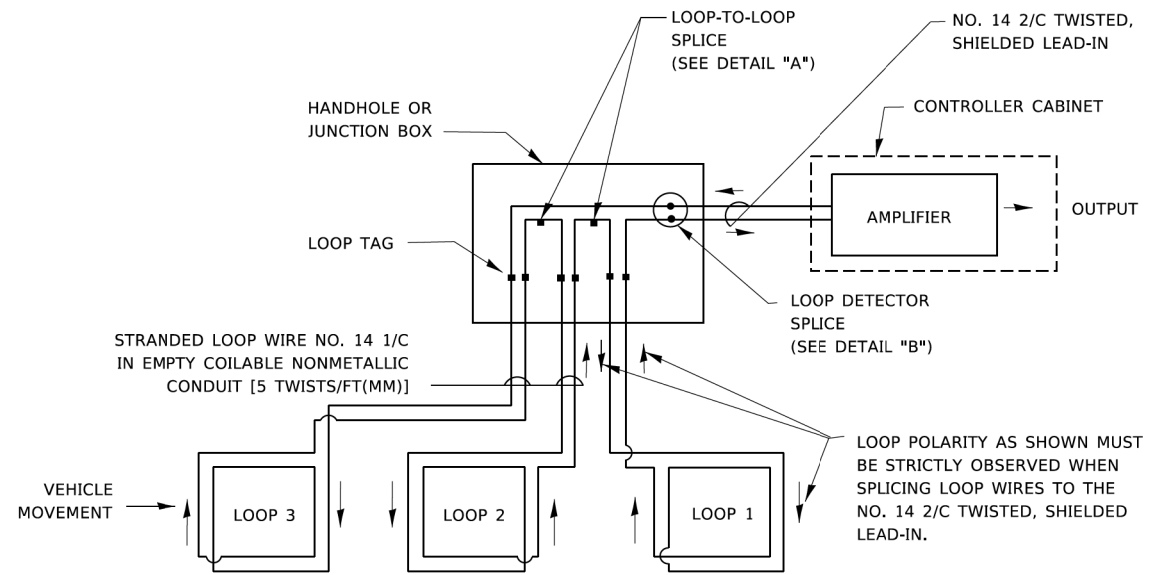 LOOP-TO-LOOP
SPLICE
(SEE DETAIL "A")
NO. 14 2/C TWISTED,
SHIELDED LEAD-IN
HANDHOLE OR
JUNCTION BOX
CONTROLLER CABINET
AMPLIFIER
OUTPUT
LOOP TAG
LOOP DETECTOR
SPLICE
(SEE DETAIL "B")
STRANDED LOOP WIRE NO. 14 1/C
IN EMPTY COILABLE NONMETALLIC
CONDUIT [5 TWISTS/FT(MM)]
LOOP POLARITY AS SHOWN MUST
BE STRICTLY OBSERVED WHEN
SPLICING LOOP WIRES TO THE
NO. 14 2/C TWISTED, SHIELDED
LEAD-IN.
VEHICLE
MOVEMENT
LOOP 3
LOOP 2
LOOP 1